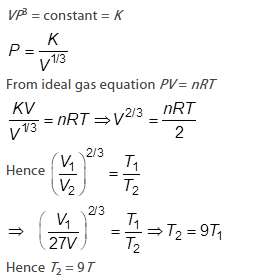 VP³ = constant = K
P = K / V^1/3
From ideal gas equation PV = nRT
KV / V^1/3 = nRT ⇒ V^2/3 = nRT / 2
Hence (V₁ / V₂)^2/3 = T₁ / T₂
⇒ (V₁ / 27V)^2/3 = T₁ / T₂ ⇒ T₂ = 9T₁
Hence T₂ = 9T